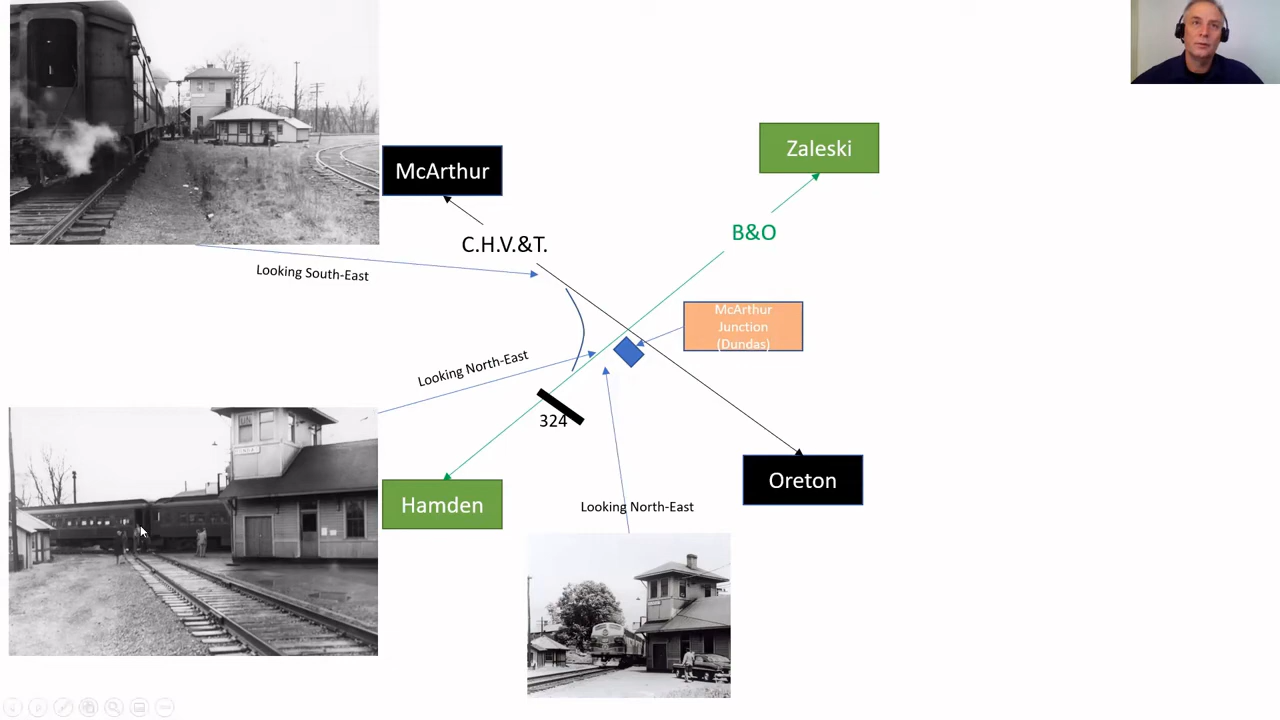 McArthur
Zaleski
C.H.V.&T.
B&O
Looking South-East
McArthur
Junction
(Dundas)
Looking North-East
324
Hamden
Oreton
Looking North-East